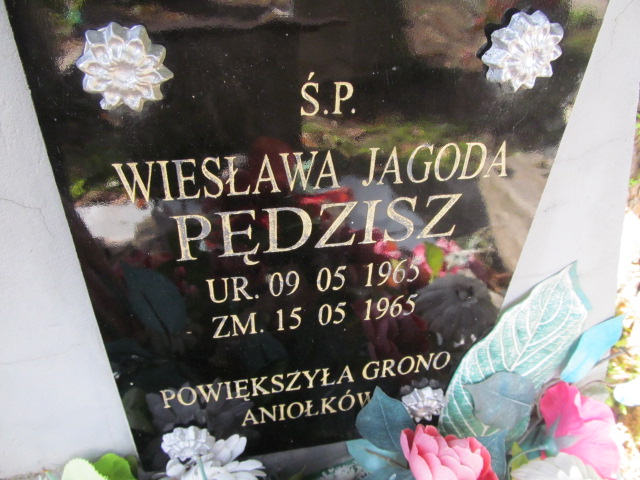 Ś.P.
WIESŁAWA JAGODA
PĘDZISZ
UR. 09 05 1965
ZM. 15 05 1965
POWIĘKSZYŁA GRONO
ANIOŁKÓW